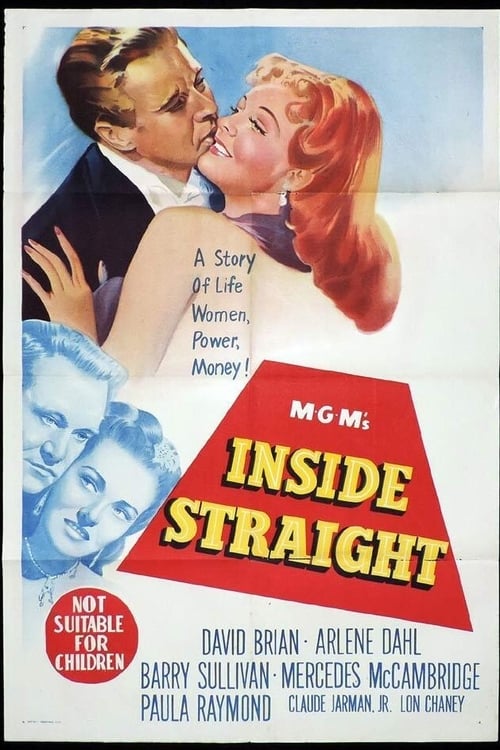 A Story
Of Life
Women,
Power,
Money!
M·G·M's
INSIDE
STRAIGHT
NOT
SUITABLE
FOR
CHILDREN
DAVID BRIAN · ARLENE DAHL
BARRY SULLIVAN · MERCEDES McCAMBRIDGE
PAULA RAYMOND CLAUDE JARMAN, JR. LON CHANEY